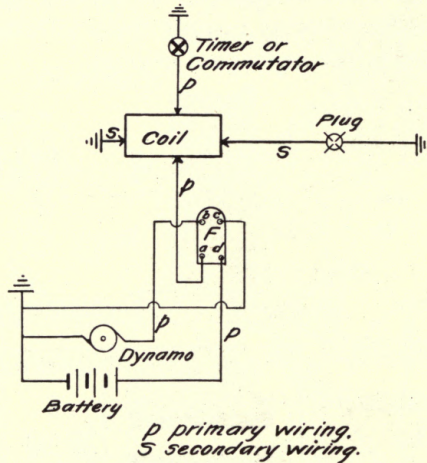 Timer or
Commutator
p
S
Coil
S
Plug
p
b c
F
a d
p
p
Dynamo
Battery
p primary wiring.
S secondary wiring.